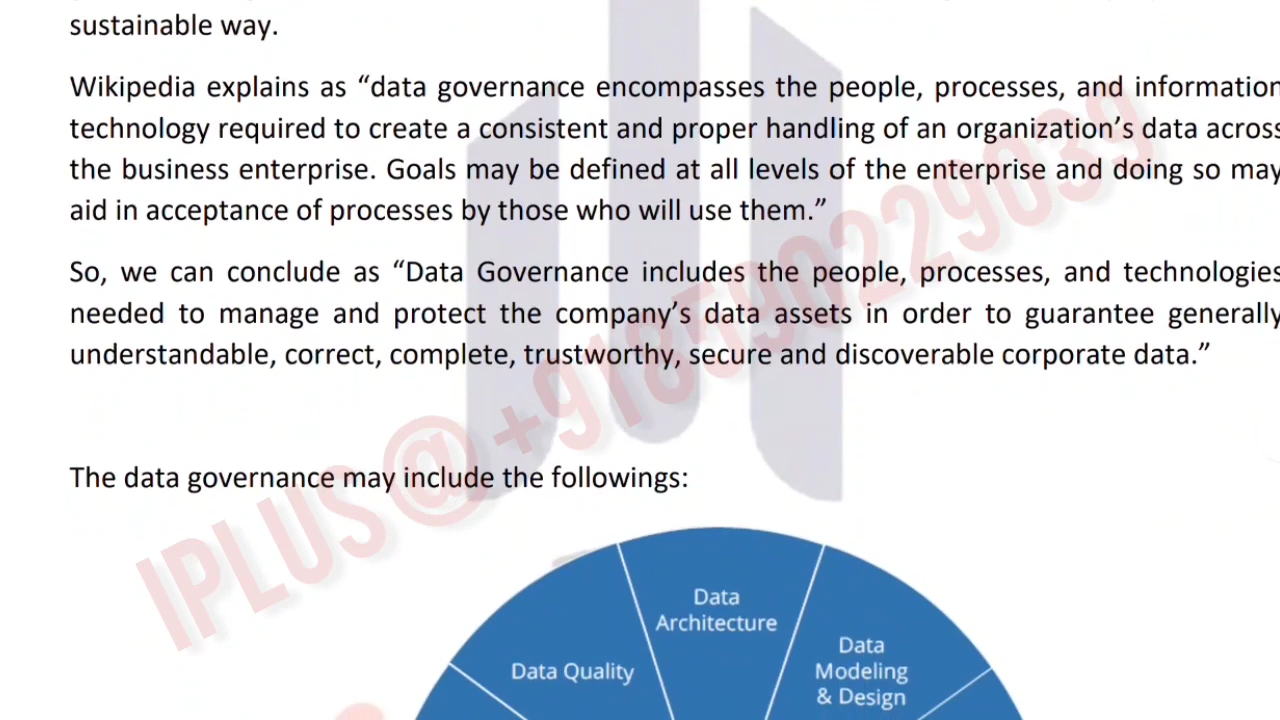 sustainable way.
Wikipedia explains as “data governance encompasses the people, processes, and information
technology required to create a consistent and proper handling of an organization’s data across
the business enterprise. Goals may be defined at all levels of the enterprise and doing so may
aid in acceptance of processes by those who will use them.”
So, we can conclude as “Data Governance includes the people, processes, and technologies
needed to manage and protect the company’s data assets in order to guarantee generally
understandable, correct, complete, trustworthy, secure and discoverable corporate data.”
IPLUS@+918590229039
The data governance may include the followings:
Data
Architecture
Data Quality
Data
Modeling
& Design